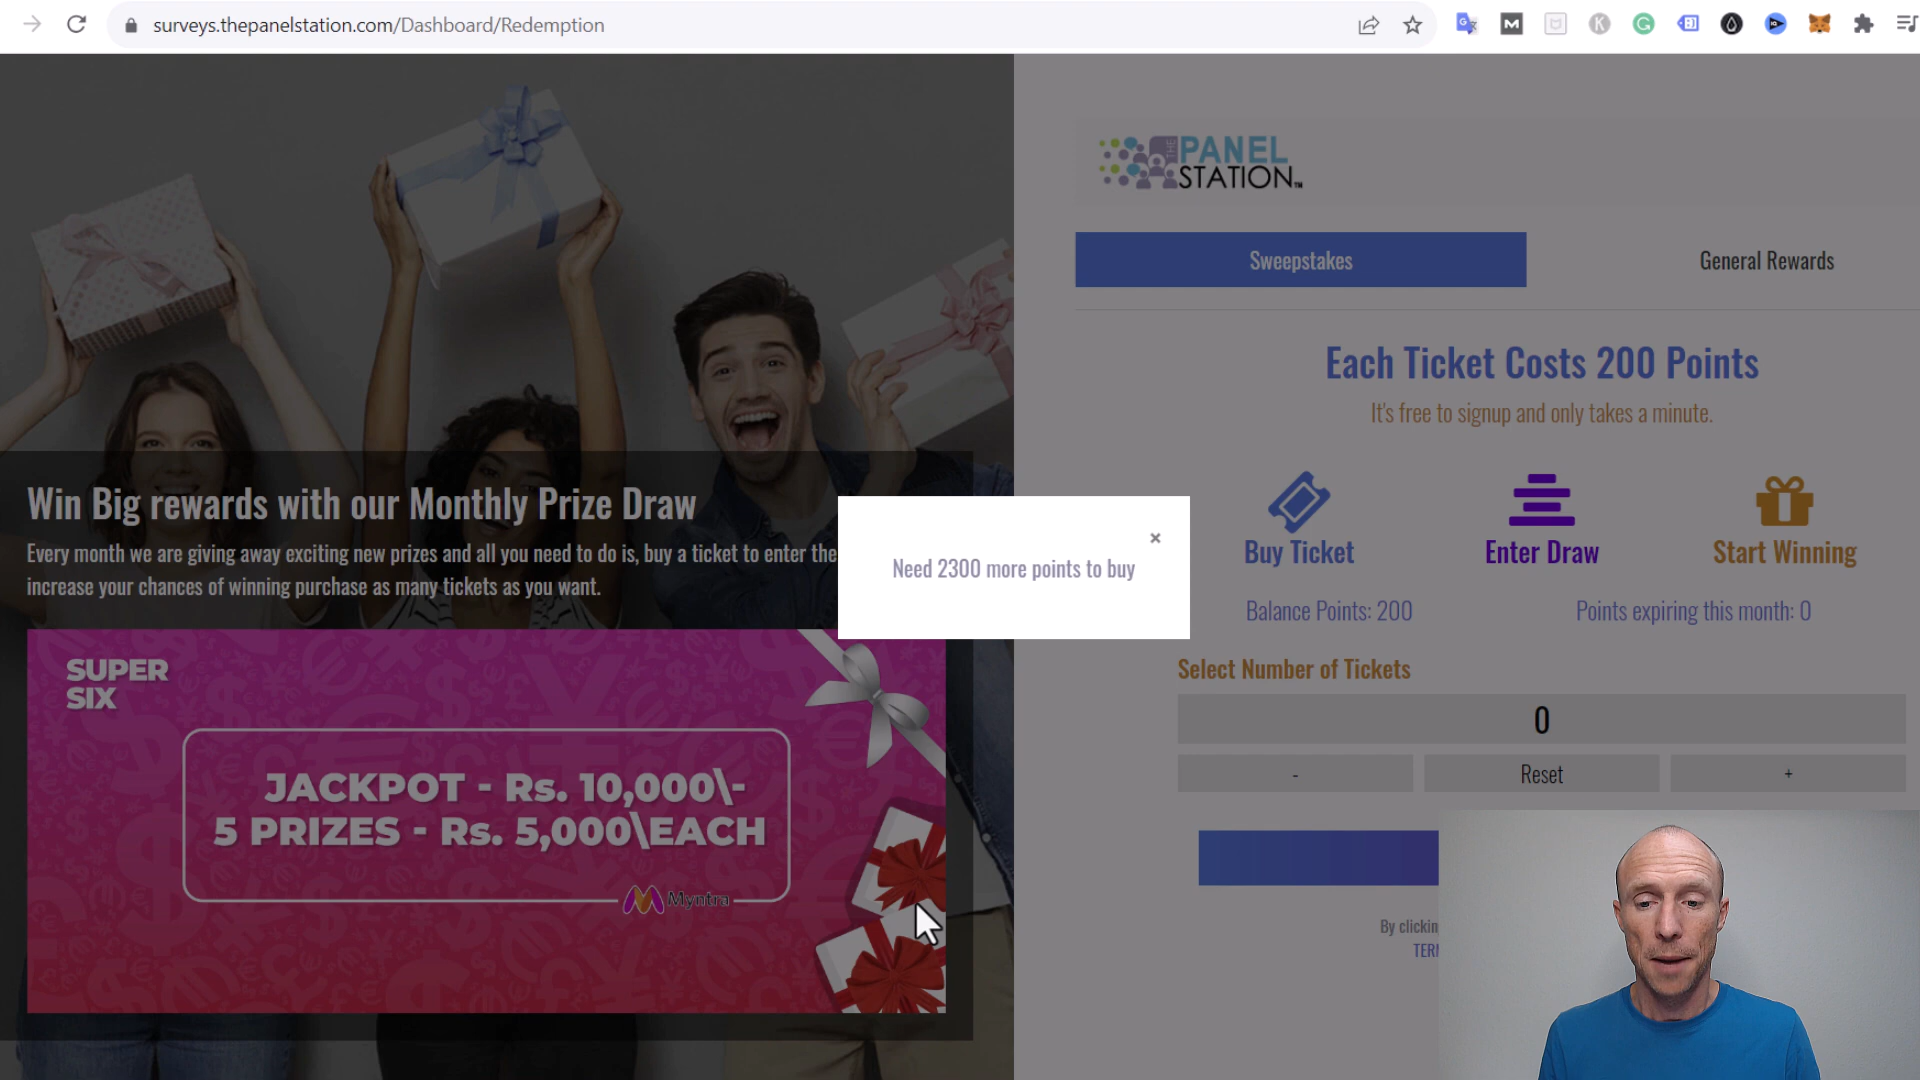 surveys.thepanelstation.com/Dashboard/Redemption
THE PANEL
STATION™
Sweepstakes
General Rewards
Each Ticket Costs 200 Points
It's free to signup and only takes a minute.
Buy Ticket
Enter Draw
Start Winning
Balance Points: 200
Points expiring this month: 0
Select Number of Tickets
0
-
Reset
+
By clickin
TER
Win Big rewards with our Monthly Prize Draw
Every month we are giving away exciting new prizes and all you need to do is, buy a ticket to enter the
increase your chances of winning purchase as many tickets as you want.
Need 2300 more points to buy
×
SUPER
SIX
JACKPOT - Rs. 10,000\-
5 PRIZES - Rs. 5,000\EACH
Myntra